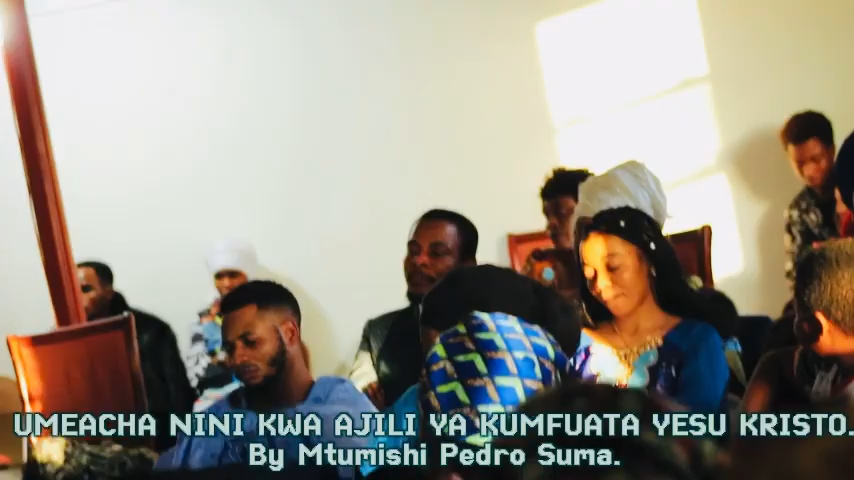 UMEACHA NINI KWA AJILI YA KUMFUATA YESU KRISTO.
By Mtumishi Pedro Suma.